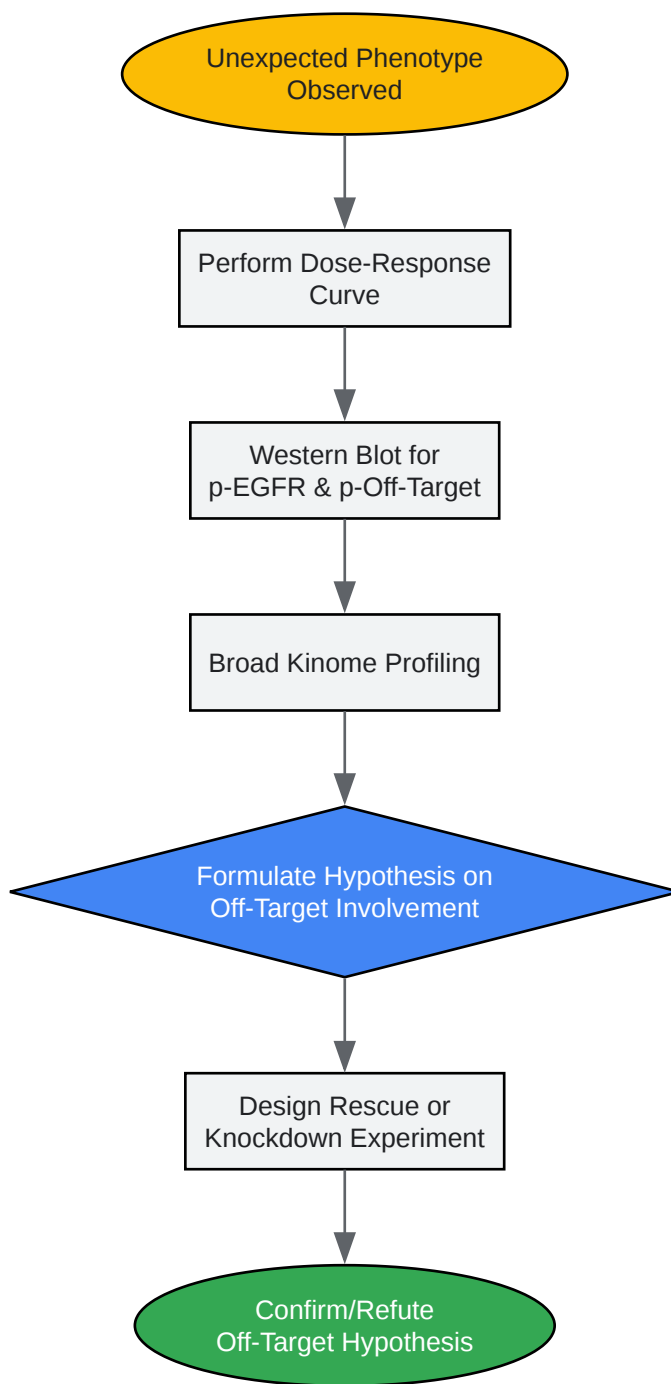 Unexpected Phenotype
Observed
Perform Dose-Response
Curve
Western Blot for
p-EGFR & p-Off-Target
Broad Kinome Profiling
Formulate Hypothesis on
Off-Target Involvement
Design Rescue or
Knockdown Experiment
Confirm/Refute
Off-Target Hypothesis